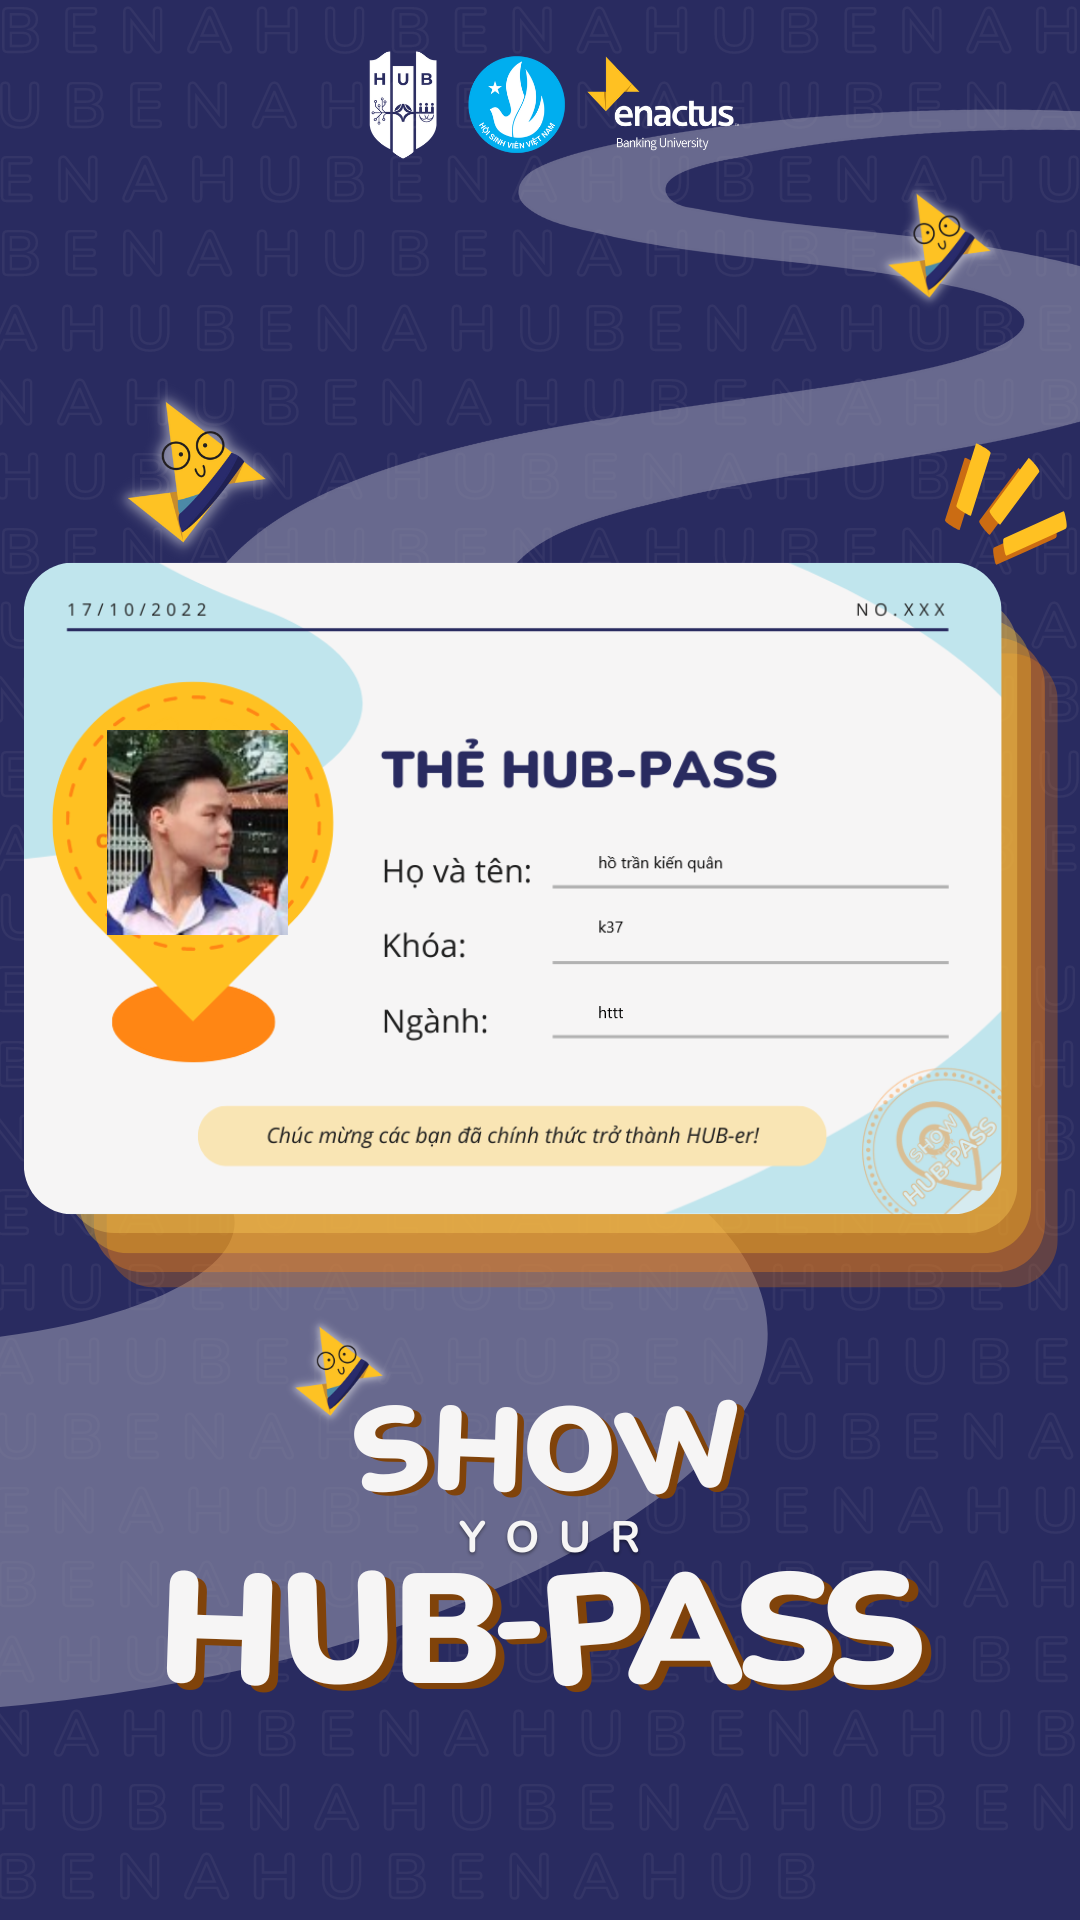 HUB
HỘI SINH VIÊN VIỆT NAM
enactus
Banking University
17/10/2022
NO.XXX
THẺ HUB-PASS
Họ và tên: hồ trần kiến quân
Khóa: k37
Ngành: httt
Chúc mừng các bạn đã chính thức trở thành HUB-er!
SHOW
HUB-PASS
SHOW
YOUR
HUB-PASS